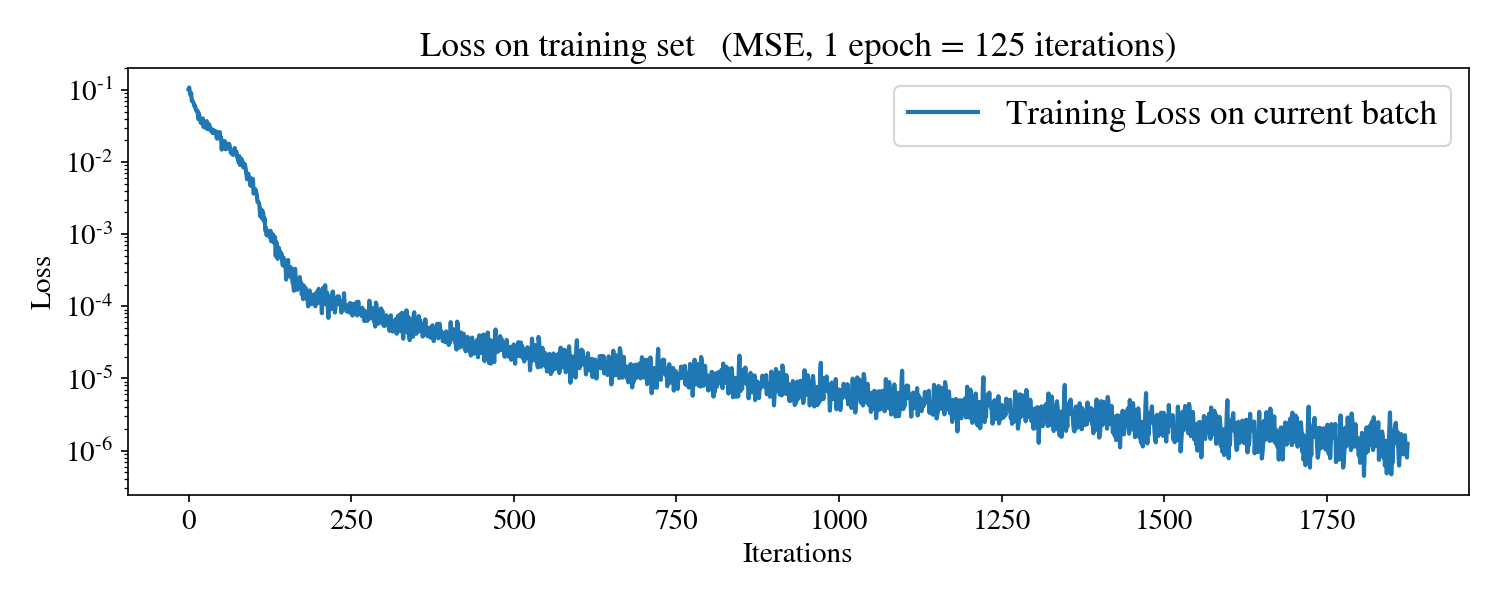 Loss on training set (MSE, 1 epoch = 125 iterations)
Training Loss on current batch
Loss
10-1
10-2
10-3
10-4
10-5
10-6
0 250 500 750 1000 1250 1500 1750
Iterations